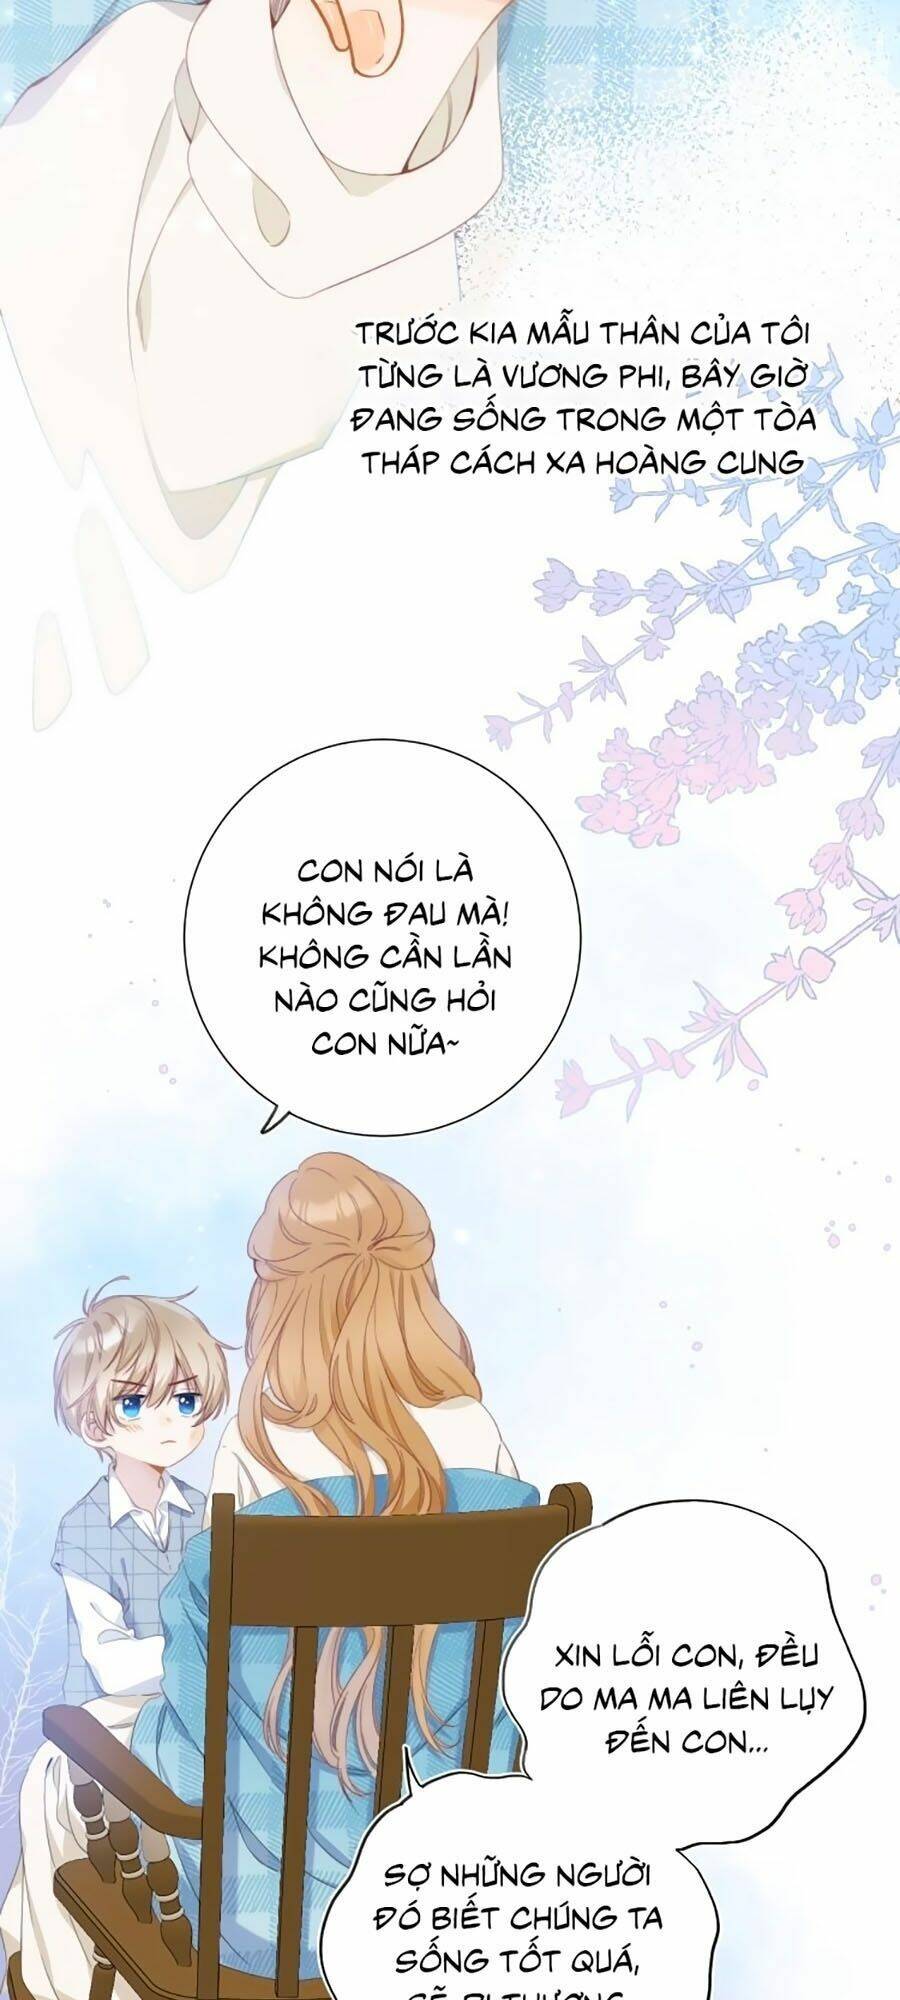 TRƯỚC KIA MẪU THÂN CỦA TÔI
TỪNG LÀ VƯƠNG PHI, BÂY GIỜ
ĐANG SỐNG TRONG MỘT TÒA
THÁP CÁCH XA HOÀNG CUNG
CON NÓI LÀ
KHÔNG ĐAU MÀ!
KHÔNG CẦN LẦN
NÀO CŨNG HỎI
CON NỮA~
XIN LỖI CON, ĐỀU
DO MA MA LIÊN LỤY
ĐẾN CON...
SỢ NHỮNG NGƯỜI
ĐÓ BIẾT CHÚNG TA
SỐNG TỐT QUÁ,